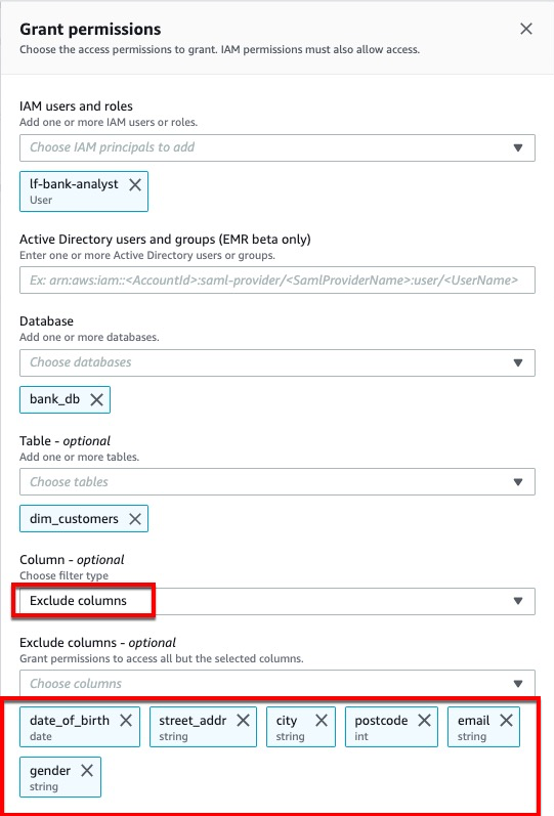 Grant permissions
Choose the access permissions to grant. IAM permissions must also allow access.
IAM users and roles
Add one or more IAM users or roles.
Choose IAM principals to add
lf-bank-analyst
User
Active Directory users and groups (EMR beta only)
Enter one or more Active Directory users or groups.
Ex: arn:aws:iam::<AccountId>:saml-provider/<SamlProviderName>:user/<UserName>
Database
Add one or more databases.
Choose databases
bank_db
Table - optional
Add one or more tables.
Choose tables
dim_customers
Column - optional
Choose filter type
Exclude columns
Exclude columns - optional
Grant permissions to access all but the selected columns.
Choose columns
date_of_birth street_addr city postcode email
date string string int string
gender
string